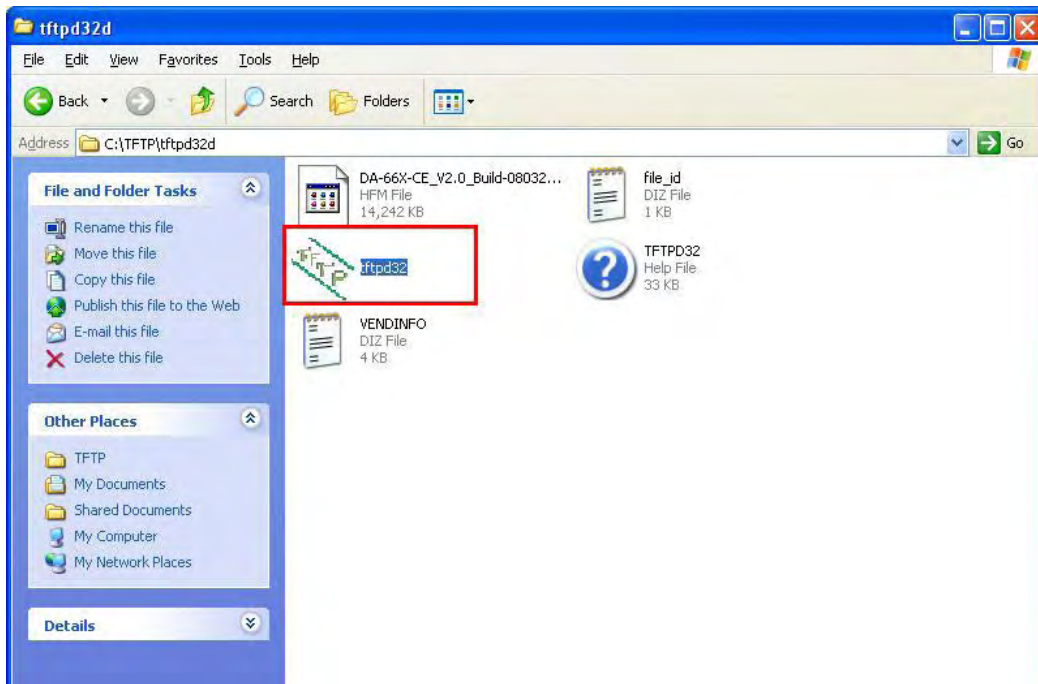 tftpd32d
File Edit View Favorites Tools Help
Back Search Folders
Address C:\TFTP\tftpd32d Go
File and Folder Tasks
Rename this file
Move this file
Copy this file
Publish this file to the Web
E-mail this file
Delete this file
Other Places
TFTP
My Documents
Shared Documents
My Computer
My Network Places
Details
DA-66X-CE_V2.0_Build-08032...
HFM File
14,242 KB
file_id
DIZ File
1 KB
TFTP
tftpd32
TFTPD32
Help File
33 KB
VENDINFO
DIZ File
4 KB